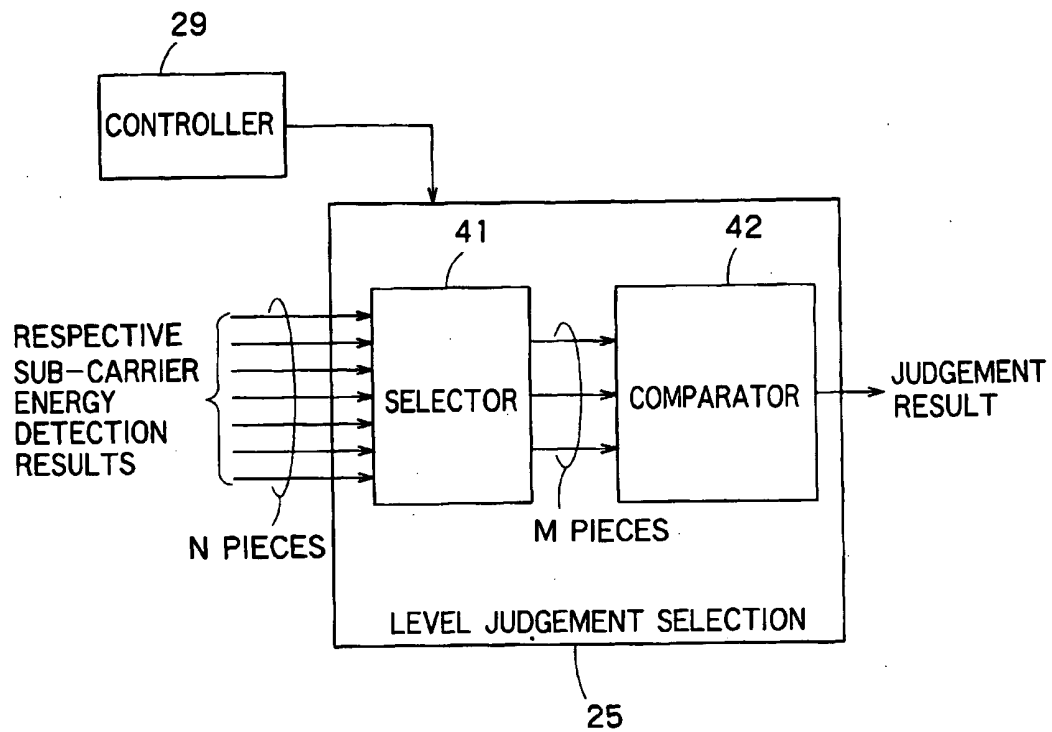 29
CONTROLLER
41
42
RESPECTIVE
SUB-CARRIER
ENERGY
DETECTION
RESULTS
SELECTOR
COMPARATOR
JUDGEMENT
RESULT
N PIECES
M PIECES
LEVEL JUDGEMENT SELECTION
25